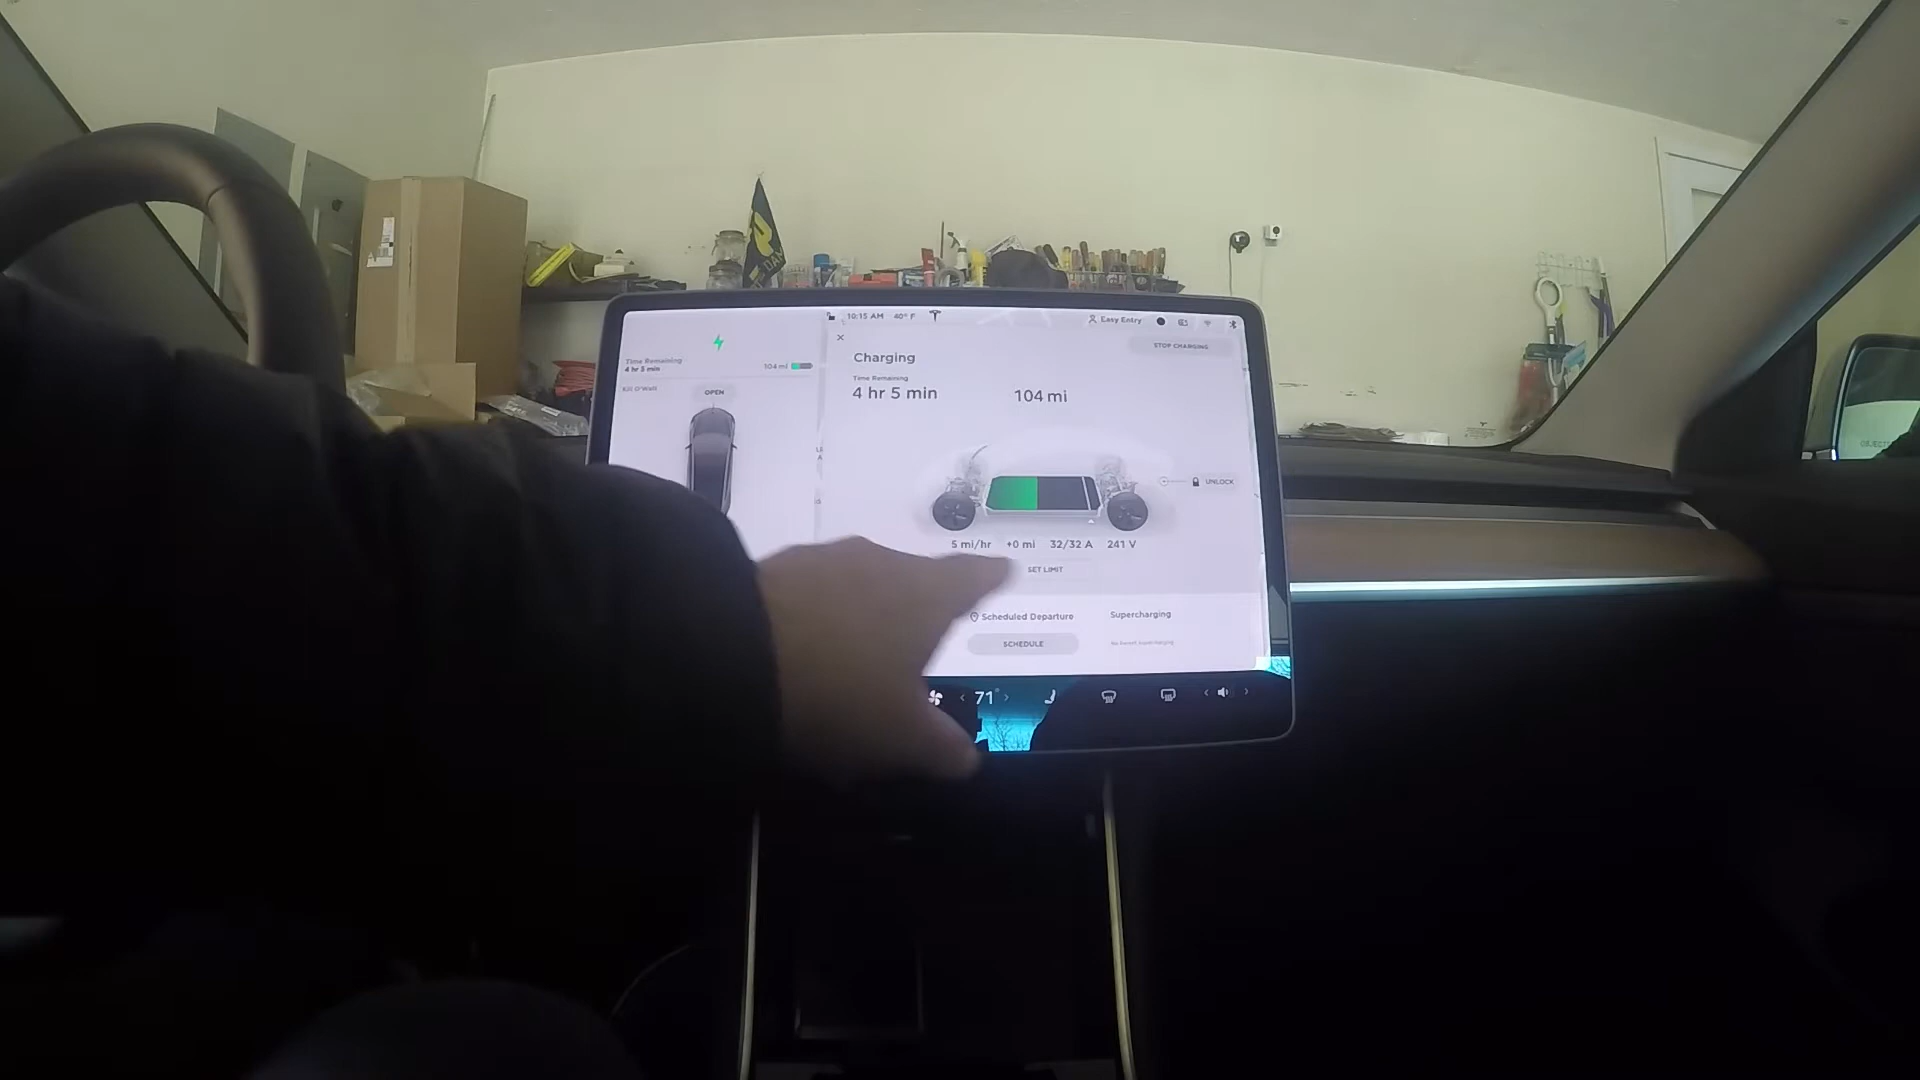 10:15 AM 40° F
Easy Entry
Time Remaining
4 hr 5 min
104 mi
Kill O'Watt
OPEN
Charging
STOP CHARGING
Time Remaining
4 hr 5 min
104 mi
UNLOCK
5 mi/hr +0 mi 32/32 A 241 V
SET LIMIT
Scheduled Departure
Supercharging
SCHEDULE
71°